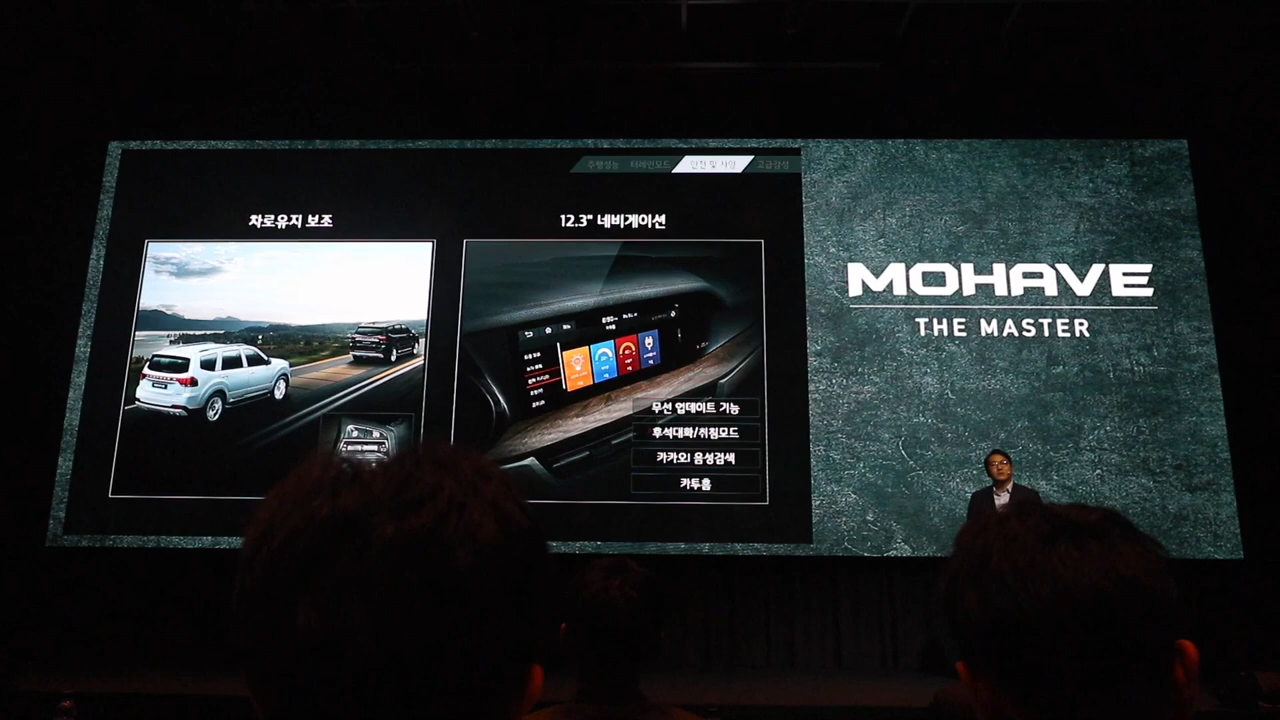 주행성능 터레인모드 안전 및 사양 고급감성
차로유지 보조
12.3" 네비게이션
무선 업데이트 기능
후석대화/취침모드
카카오I 음성검색
카투홈
MOHAVE
THE MASTER